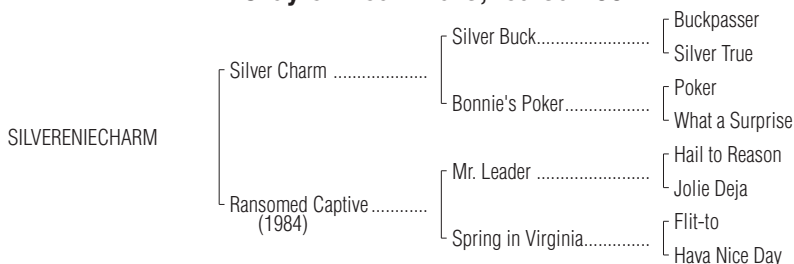 Buckpasser
Silver Buck
Silver True
Silver Charm
Poker
Bonnie's Poker
What a Surprise
SILVERENIECHARM
Hail to Reason
Mr. Leader
Jolie Deja
Ransomed Captive
(1984)
Flit-to
Spring in Virginia
Hava Nice Day